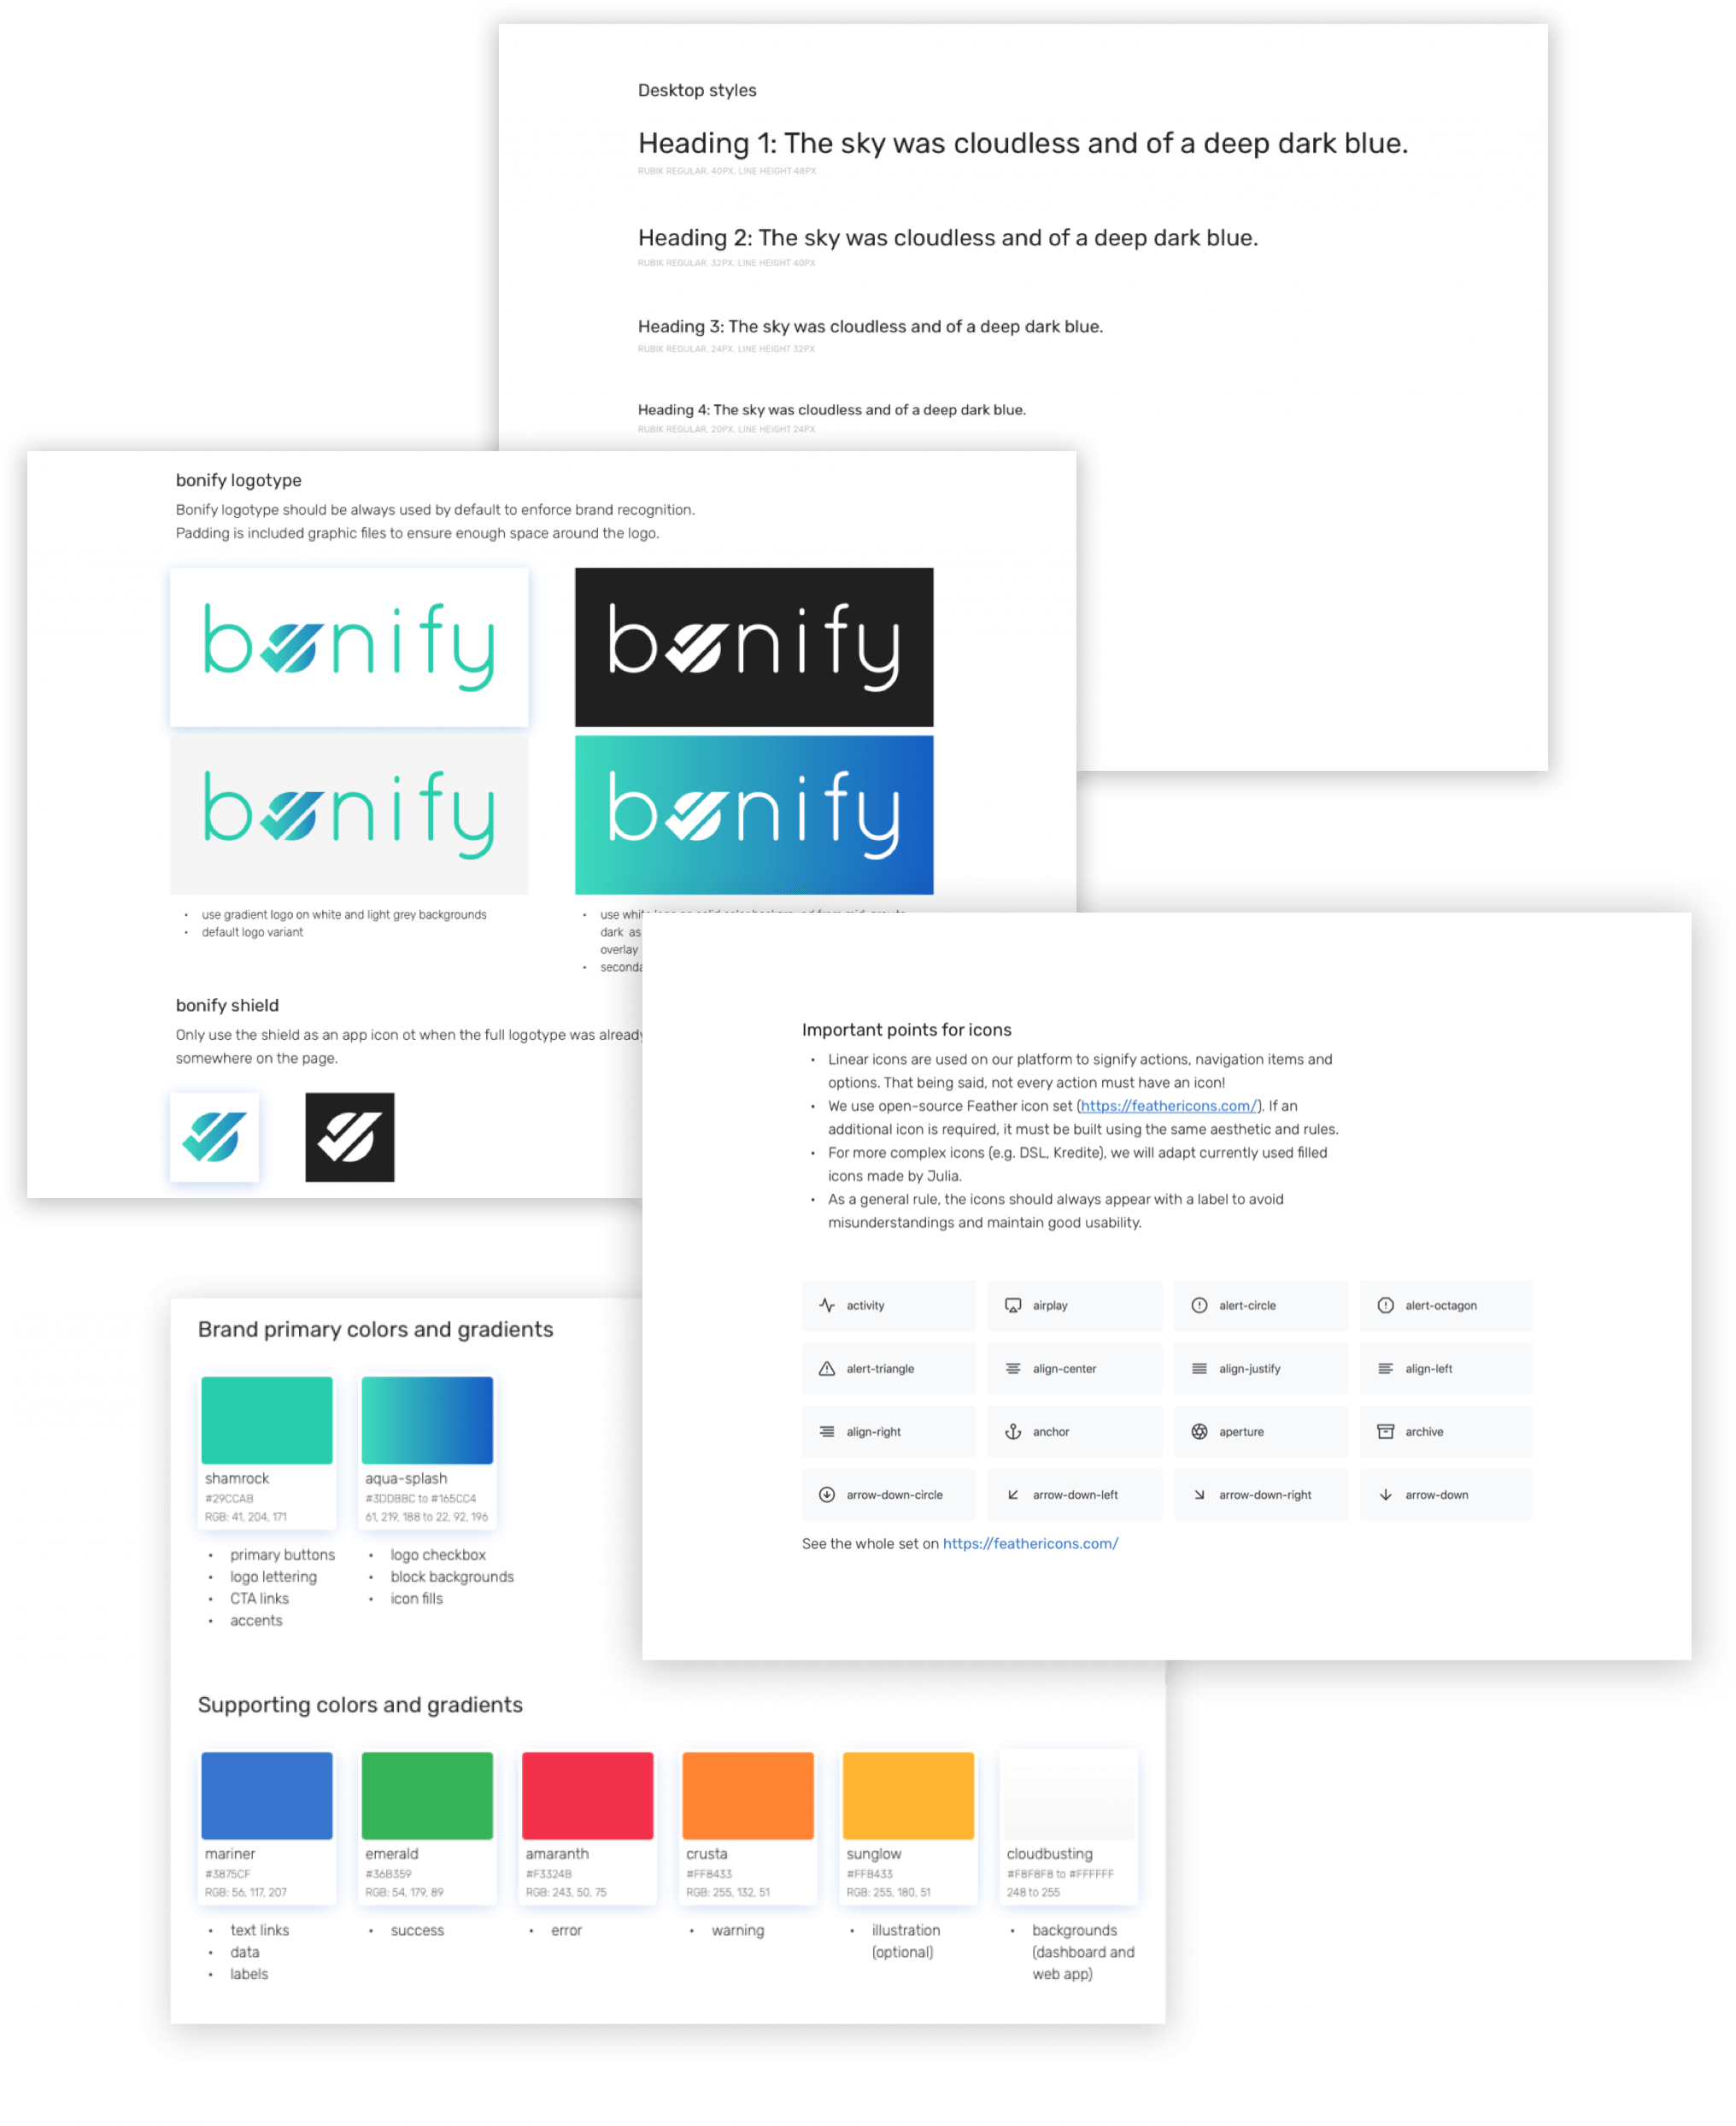 Desktop styles
Heading 1: The sky was cloudless and of a deep dark blue.
RUBIK REGULAR, 40PX, LINE HEIGHT 48PX
Heading 2: The sky was cloudless and of a deep dark blue.
RUBIK REGULAR, 32PX, LINE HEIGHT 40PX
Heading 3: The sky was cloudless and of a deep dark blue.
RUBIK REGULAR, 24PX, LINE HEIGHT 32PX
Heading 4: The sky was cloudless and of a deep dark blue.
RUBIK REGULAR, 20PX, LINE HEIGHT 24PX
bonify logotype
Bonify logotype should be always used by default to enforce brand recognition.
Padding is included graphic files to ensure enough space around the logo.
bonify
bonify
bonify
bonify
• use gradient logo on white and light grey backgrounds
• default logo variant
• use
dark as
overlay
bonify shield
Only use the shield as an app icon ot when the full logotype was already
somewhere on the page.
Important points for icons
• Linear icons are used on our platform to signify actions, navigation items and
options. That being said, not every action must have an icon!
• We use open-source Feather icon set (https://feathericons.com/). If an
additional icon is required, it must be built using the same aesthetic and rules.
• For more complex icons (e.g. DSL, Kredite), we will adapt currently used filled
icons made by Julia.
• As a general rule, the icons should always appear with a label to avoid
misunderstandings and maintain good usability.
activity airplay alert-circle alert-octagon
alert-triangle align-center align-justify align-left
align-right anchor aperture archive
arrow-down-circle arrow-down-left arrow-down-right arrow-down
See the whole set on https://feathericons.com/
Brand primary colors and gradients
shamrock
#29CCAB
RGB: 41, 204, 171
• primary buttons
• logo lettering
• CTA links
• accents
aqua-splash
#3DDBBC to #165CC4
61, 219, 188 to 22, 92, 196
• logo checkbox
• block backgrounds
• icon fills
Supporting colors and gradients
mariner
#3875CF
RGB: 56, 117, 207
• text links
• data
• labels
emerald
#36B359
RGB: 54, 179, 89
• success
amaranth
#F3324B
RGB: 243, 50, 75
• error
crusta
#FF8433
RGB: 255, 132, 51
• warning
sunglow
#FFB433
RGB: 255, 180, 51
• illustration
(optional)
cloudbusting
#F8F8F8 to #FFFFFF
248 to 255
• backgrounds
(dashboard and
web app)